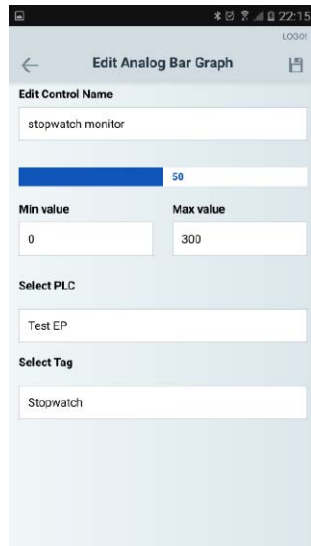 22:15
LOGO!
Edit Analog Bar Graph
Edit Control Name
stopwatch monitor
50
Min value Max value
0 300
Select PLC
Test EP
Select Tag
Stopwatch